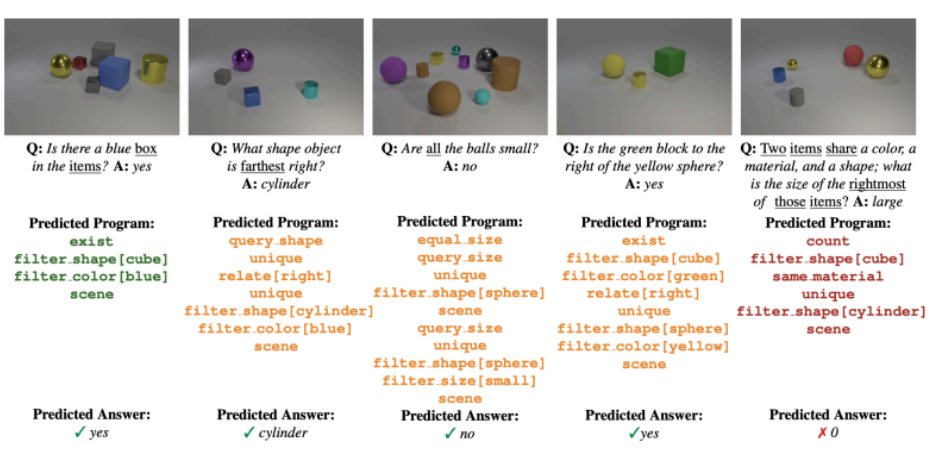 Q: Is there a blue box
in the items? A: yes
Predicted Program:
exist
filter_shape[cube]
filter_color[blue]
scene
Predicted Answer:
✓ yes
Q: What shape object
is farthest right?
A: cylinder
Predicted Program:
query_shape
unique
relate[right]
unique
filter_shape[cylinder]
filter_color[blue]
scene
Predicted Answer:
✓ cylinder
Q: Are all the balls small?
A: no
Predicted Program:
equal_size
query_size
unique
filter_shape[sphere]
scene
query_size
unique
filter_shape[sphere]
filter_size[small]
scene
Predicted Answer:
✓ no
Q: Is the green block to the
right of the yellow sphere?
A: yes
Predicted Program:
exist
filter_shape[cube]
filter_color[green]
relate[right]
unique
filter_shape[sphere]
filter_color[yellow]
scene
Predicted Answer:
✓ yes
Q: Two items share a color, a
material, and a shape; what
is the size of the rightmost
of those items? A: large
Predicted Program:
count
filter_shape[cube]
same_material
unique
filter_shape[cylinder]
scene
Predicted Answer:
✗ 0